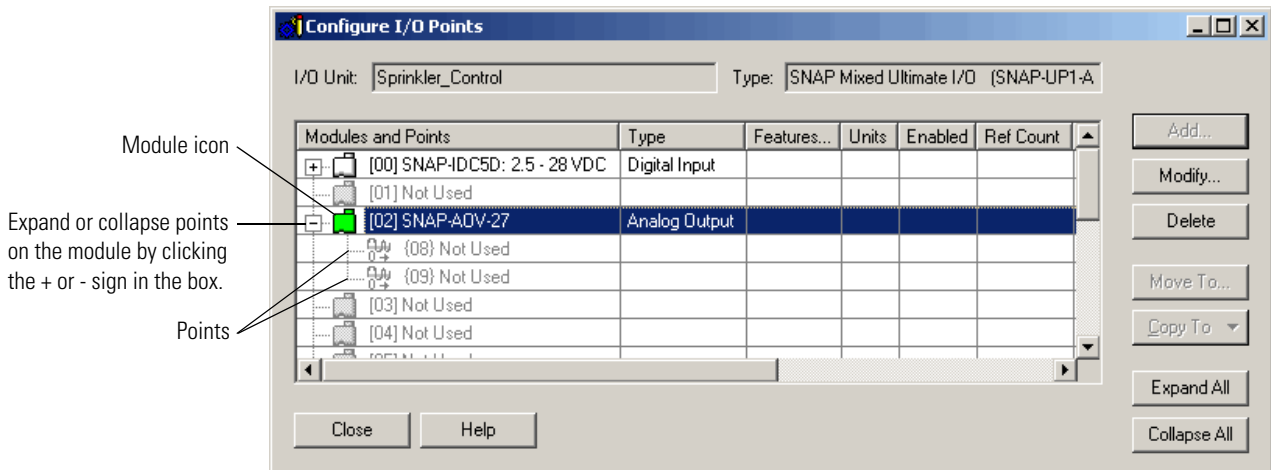 Configure I/O Points
I/O Unit: Sprinkler_Control Type: SNAP Mixed Ultimate I/O (SNAP-UP1-A
Modules and Points Type Features... Units Enabled Ref Count
[00] SNAP-IDC5D: 2.5 - 28 VDC Digital Input
[01] Not Used
[02] SNAP-AOV-27 Analog Output
{08} Not Used
{09} Not Used
[03] Not Used
[04] Not Used
Add...
Modify...
Delete
Move To...
Copy To
Expand All
Collapse All
Close Help
Module icon
Expand or collapse points
on the module by clicking
the + or - sign in the box.
Points